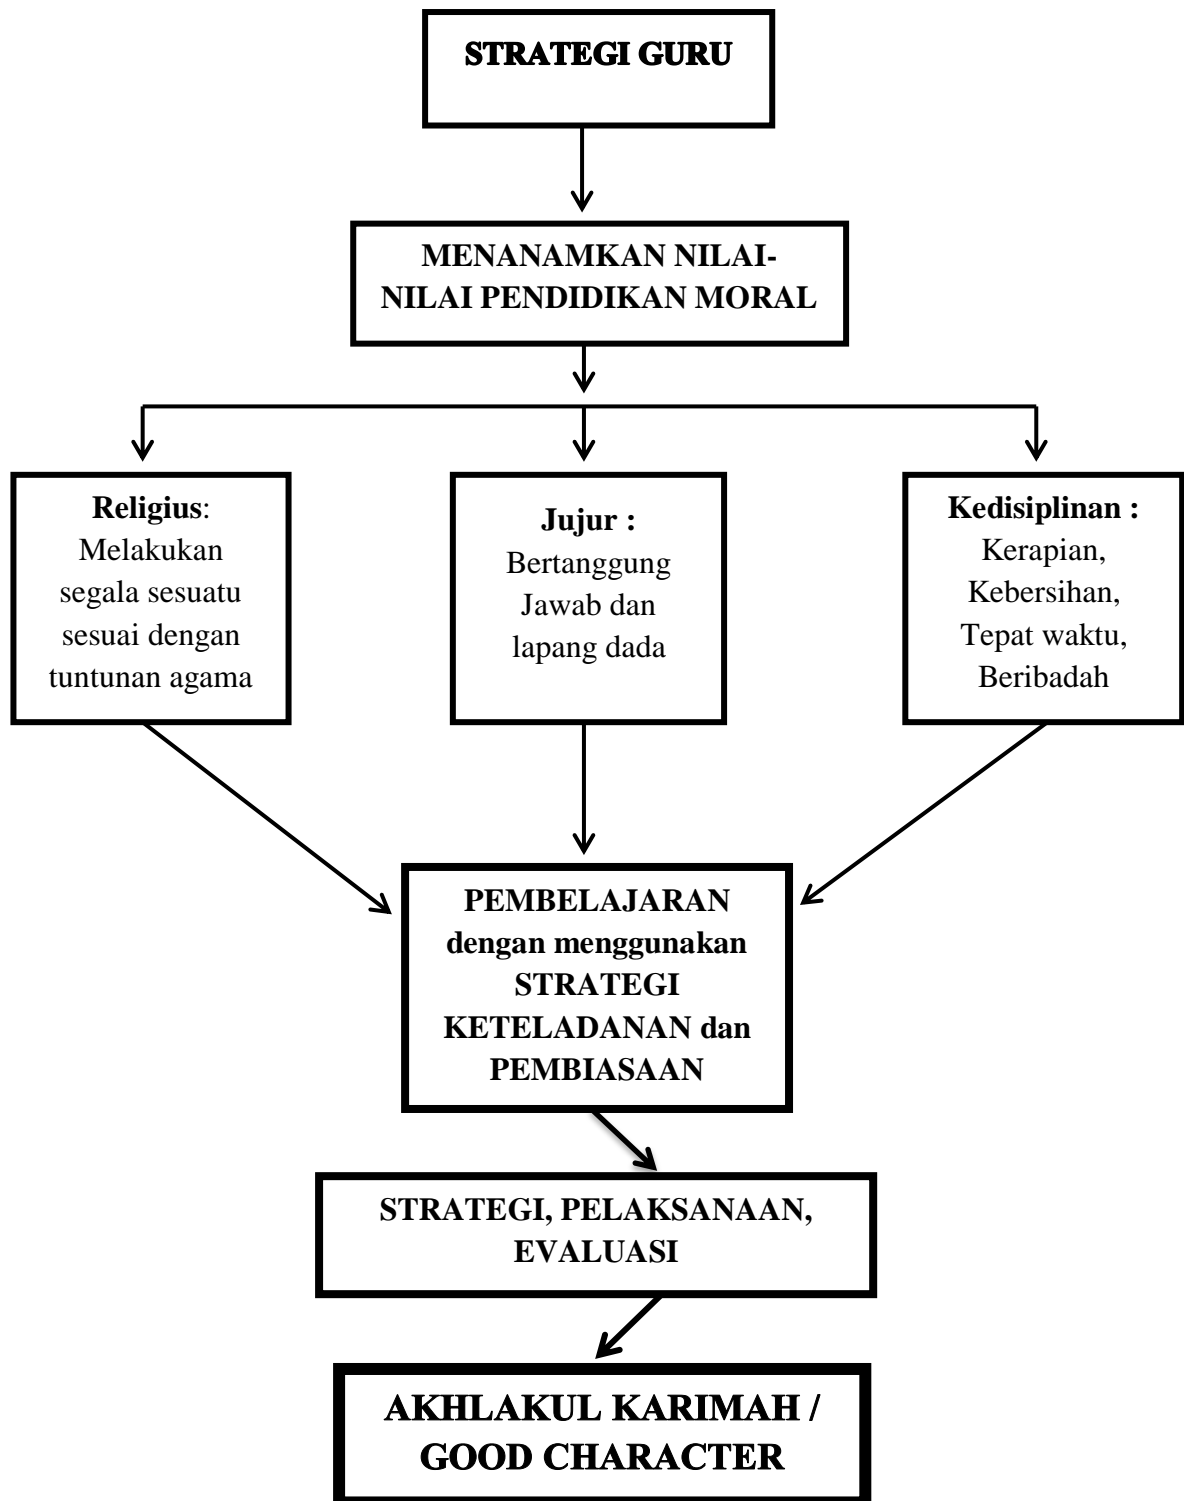 STRATEGI GURU
MENANAMKAN NILAI-
NILAI PENDIDIKAN MORAL
Religius:
Melakukan
segala sesuatu
sesuai dengan
tuntunan agama
Jujur :
Bertanggung
Jawab dan
lapang dada
Kedisiplinan :
Kerapian,
Kebersihan,
Tepat waktu,
Beribadah
PEMBELAJARAN
dengan menggunakan
STRATEGI
KETELADANAN dan
PEMBIASAAN
STRATEGI, PELAKSANAAN,
EVALUASI
AKHLAKUL KARIMAH /
GOOD CHARACTER